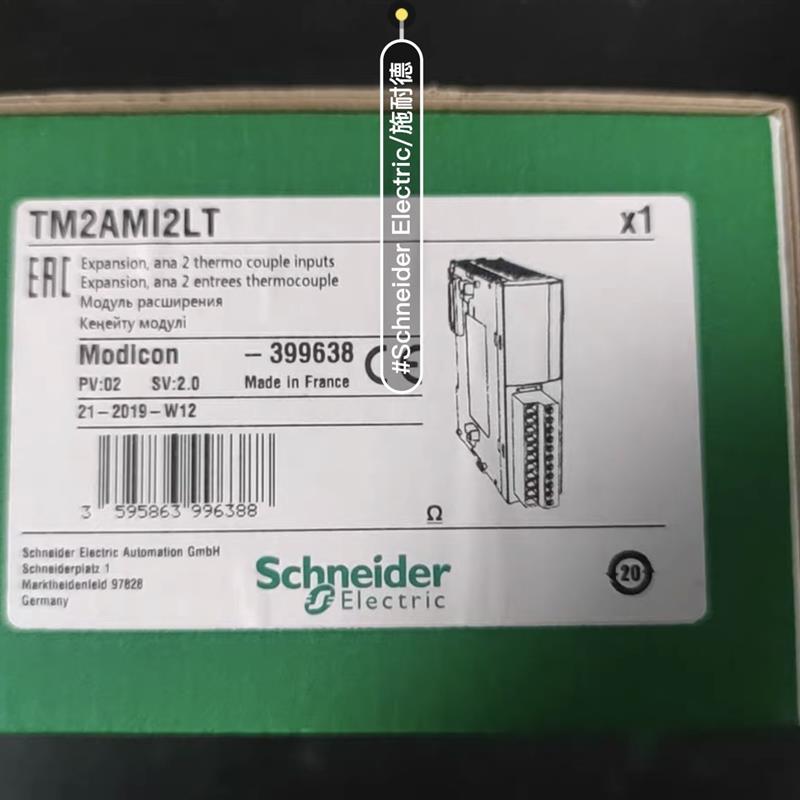 #Schneider Electric/施耐德
TM2AMI2LT x1
EAC Expansion, ana 2 thermo couple inputs
Expansion, ana 2 entrees thermocouple
Модуль расширения
Кеңейту модулі
Modicon – 399638 CE
PV:02 SV:2.0 Made in France
21-2019-W12
3 595863 996388
Ω
Schneider Electric Automation GmbH
Schneiderplatz 1
Marktheidenfeld 97828
Germany
Schneider
Electric
20